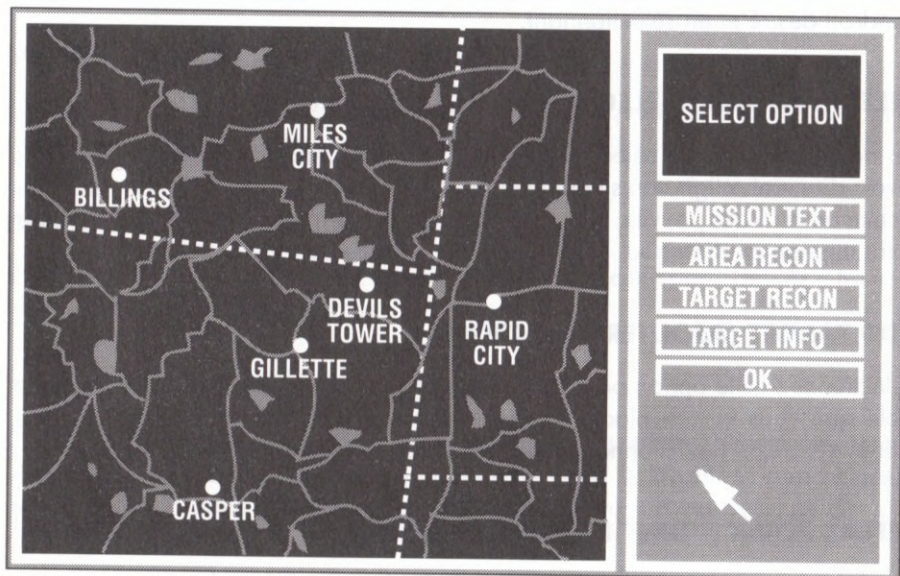 MILES
CITY
BILLINGS
DEVILS
TOWER
RAPID
CITY
GILLETTE
CASPER
SELECT OPTION
MISSION TEXT
AREA RECON
TARGET RECON
TARGET INFO
OK